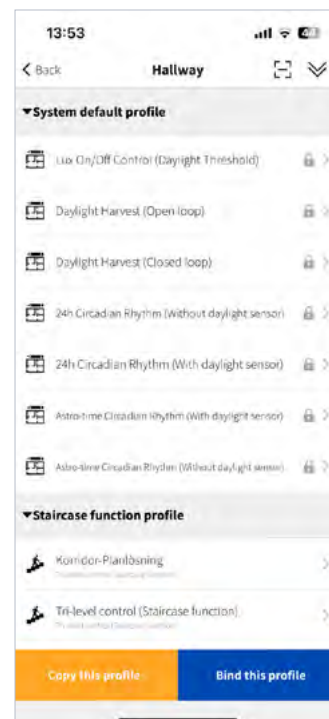 13:53
Back Hallway
System default profile
Lux On/Off Control (Daylight Threshold)
Daylight Harvest (Open loop)
Daylight Harvest (Closed loop)
24h Circadian Rhythm (Without daylight sensor)
24h Circadian Rhythm (With daylight sensor)
Astro-time Circadian Rhythm (With daylight sensor)
Astro-time Circadian Rhythm (Without daylight sensor)
Staircase function profile
Korridor-Planlösning
Tri-level control (Staircase function)
Copy this profile Bind this profile